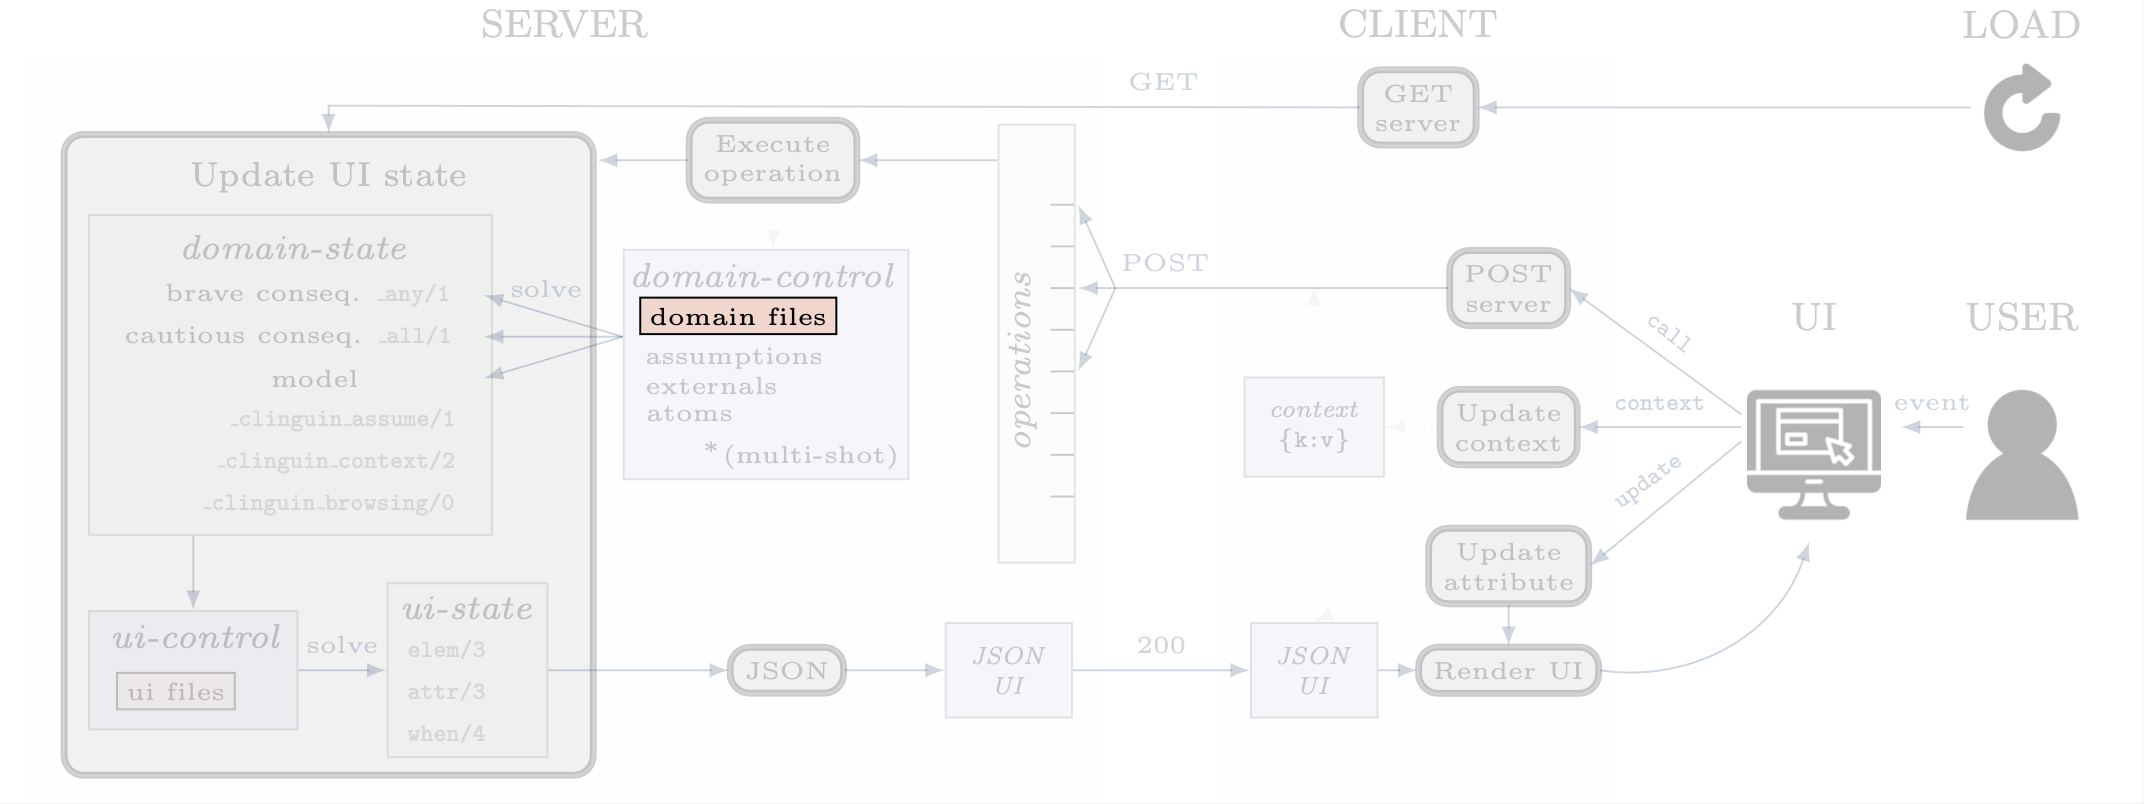 SERVER
CLIENT
LOAD
GET
GET
server
Execute
operation
Update UI state
domain-state
brave conseq. _any/1
cautious conseq. _all/1
model
_clinguin_assume/1
_clinguin_context/2
_clinguin_browsing/0
solve
domain-control
domain files
assumptions
externals
atoms
*(multi-shot)
operations
POST
POST
server
call
UI
USER
context
{k:v}
Update
context
context
event
update
Update
attribute
ui-control
ui files
solve
ui-state
elem/3
attr/3
when/4
JSON
JSON
UI
200
JSON
UI
Render UI